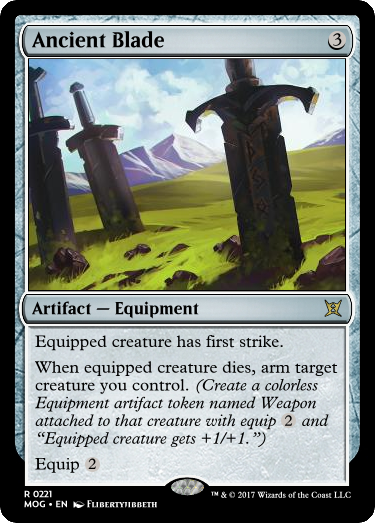 Ancient Blade 3
Artifact — Equipment
Equipped creature has first strike.
When equipped creature dies, arm target
creature you control. (Create a colorless
Equipment artifact token named Weapon
attached to that creature with equip 2 and
“Equipped creature gets +1/+1.”)
Equip 2
R 0221
MOG • EN Flibertyjibbeth
™ & © 2017 Wizards of the Coast LLC